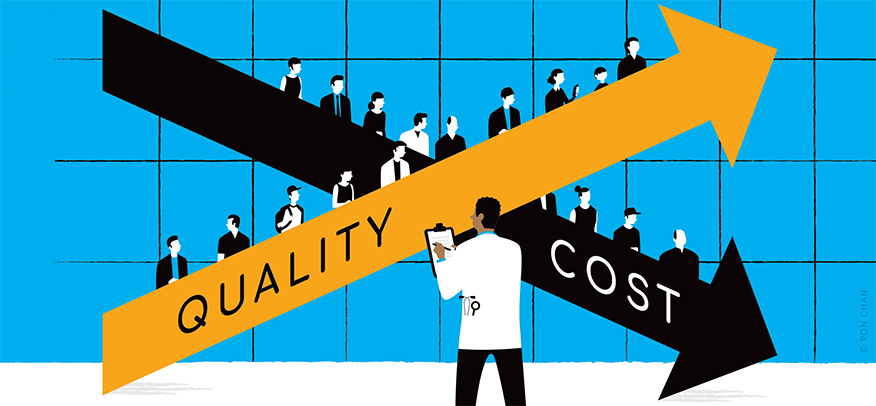 QUALITY
COST
© RON CHAN